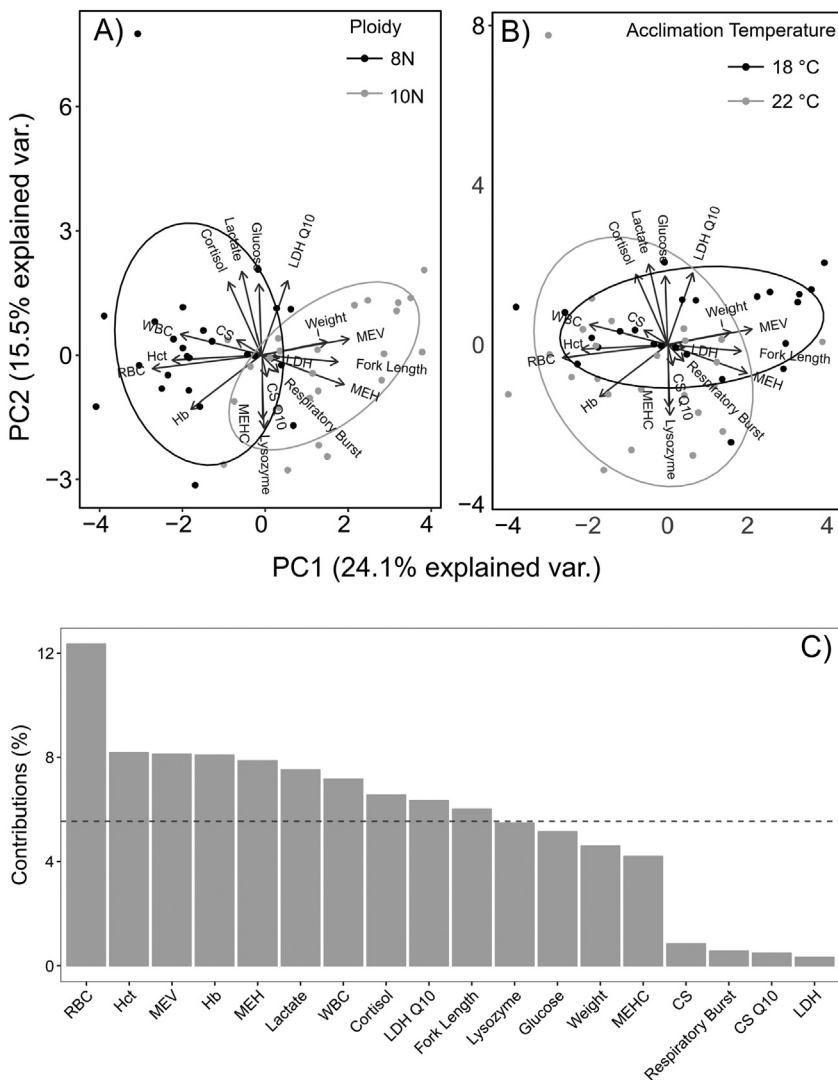 A)
Ploidy
8N
10N
6
3
0
−3
−4
−2
0
2
4
PC2 (15.5% explained var.)
Cortisol
Lactate
Glucose
LDH Q10
WBC
CS
Hct
RBC
Hb
Weight
MEV
LDH
Fork Length
MEH
CS Q10
Respiratory Burst
MEHC
Lysozyme
B)
Acclimation Temperature
18 °C
22 °C
8
4
0
−4
−4
−2
0
2
4
Cortisol
Lactate
Glucose
LDH Q10
WBC
CS
Hct
RBC
Hb
Weight
MEV
LDH
Fork Length
MEH
CS Q10
Respiratory Burst
MEHC
Lysozyme
PC1 (24.1% explained var.)
C)
Contributions (%)
12
8
4
0
RBC
Hct
MEV
Hb
MEH
Lactate
WBC
Cortisol
LDH Q10
Fork Length
Lysozyme
Glucose
Weight
MEHC
CS
Respiratory Burst
CS Q10
LDH